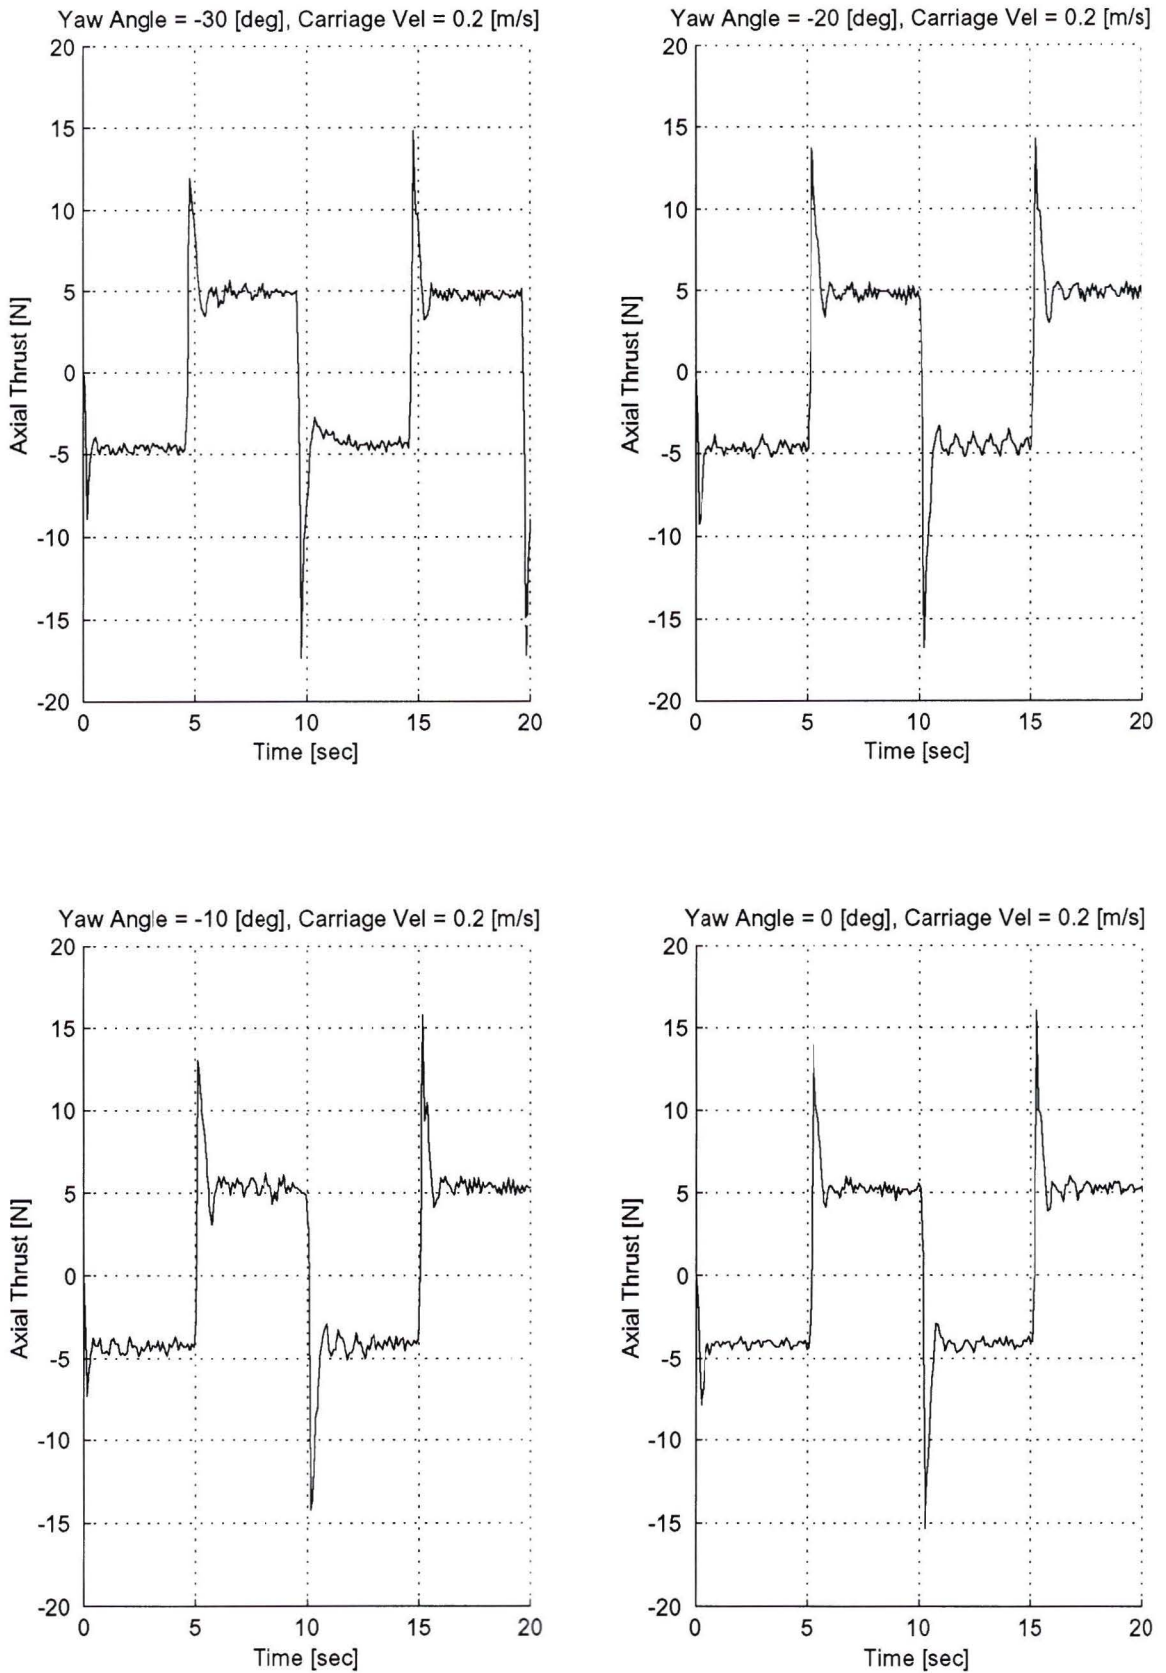 Yaw Angle = -30 [deg], Carriage Vel = 0.2 [m/s]
20
15
10
5
0
-5
-10
-15
-20
Axial Thrust [N]
0 5 10 15 20
Time [sec]
Yaw Angle = -20 [deg], Carriage Vel = 0.2 [m/s]
20
15
10
5
0
-5
-10
-15
-20
Axial Thrust [N]
0 5 10 15 20
Time [sec]
Yaw Angle = -10 [deg], Carriage Vel = 0.2 [m/s]
20
15
10
5
0
-5
-10
-15
-20
Axial Thrust [N]
0 5 10 15 20
Time [sec]
Yaw Angle = 0 [deg], Carriage Vel = 0.2 [m/s]
20
15
10
5
0
-5
-10
-15
-20
Axial Thrust [N]
0 5 10 15 20
Time [sec]